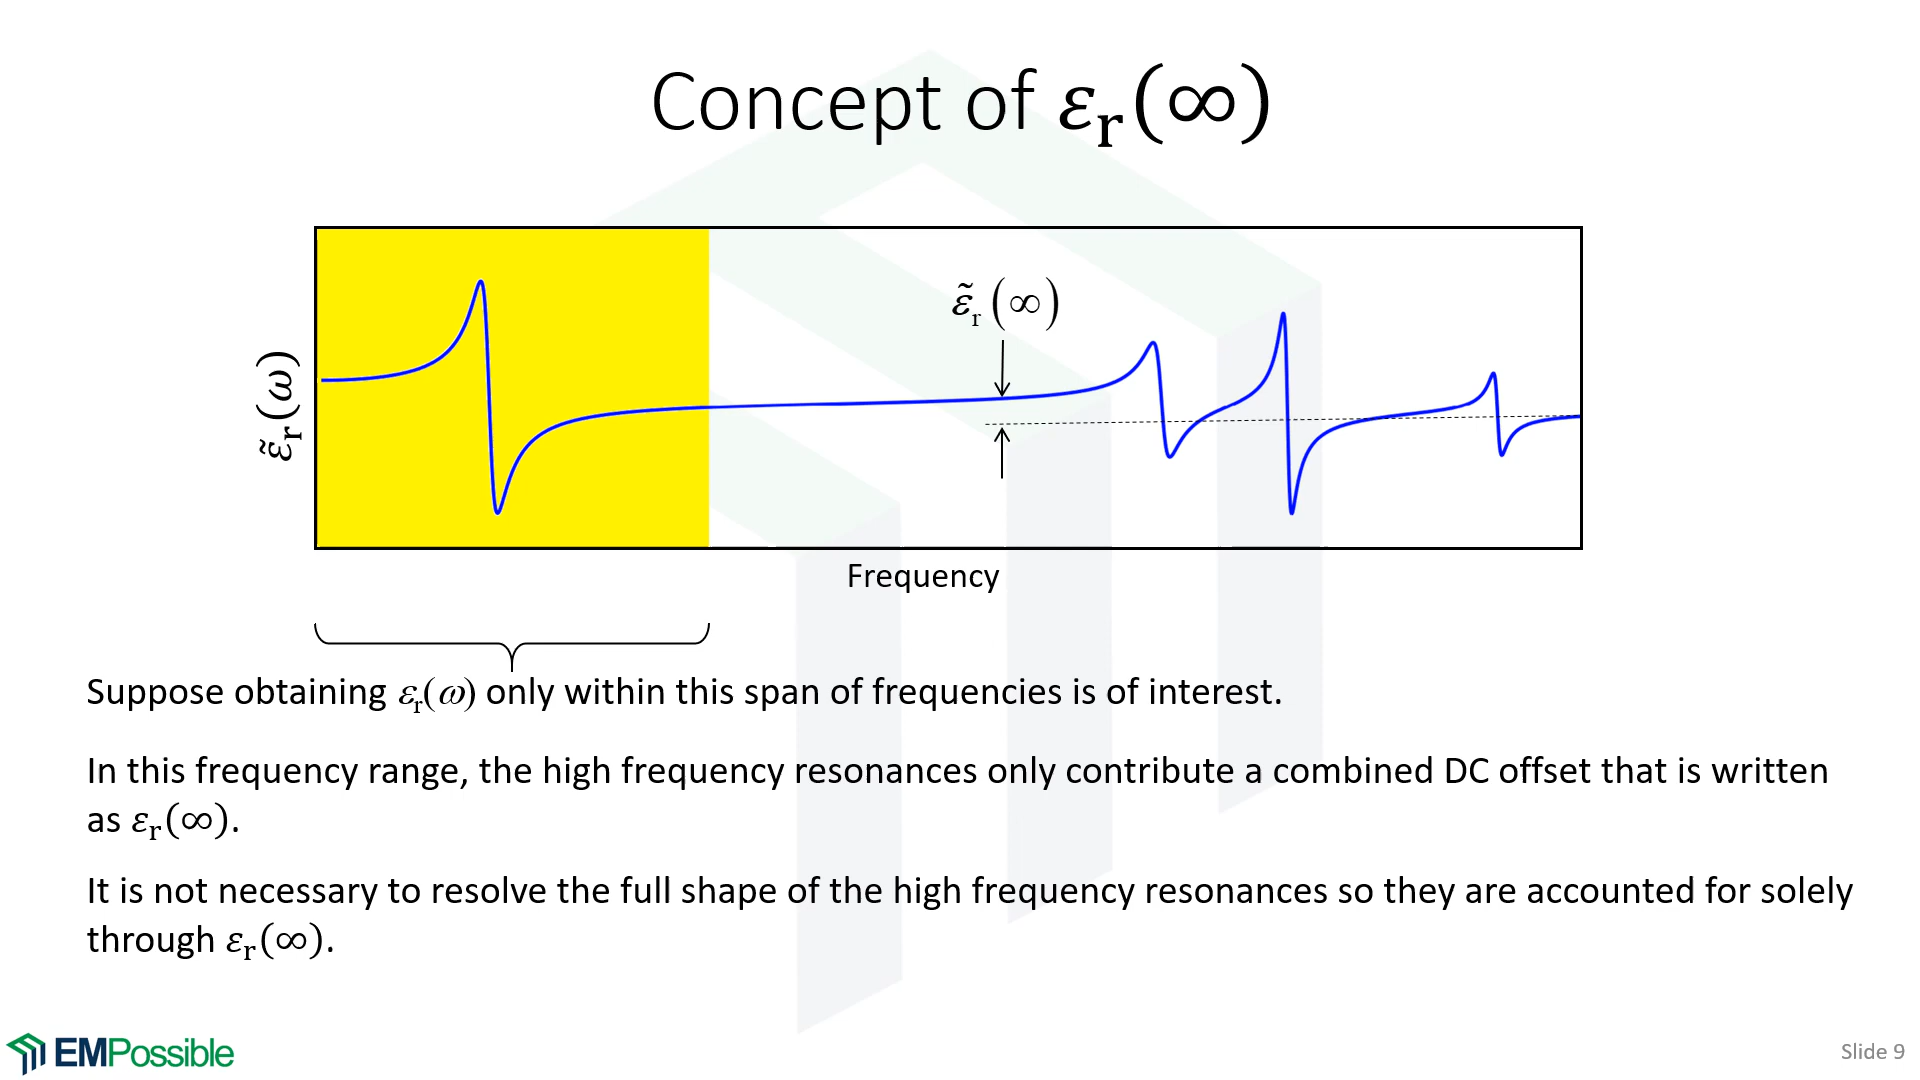 Concept of εᵣ(∞)
ε̃ᵣ(∞)
ε̃ᵣ(ω)
Frequency
Suppose obtaining εᵣ(ω) only within this span of frequencies is of interest.
In this frequency range, the high frequency resonances only contribute a combined DC offset that is written
as εᵣ(∞).
It is not necessary to resolve the full shape of the high frequency resonances so they are accounted for solely
through εᵣ(∞).
EMPossible
Slide 9